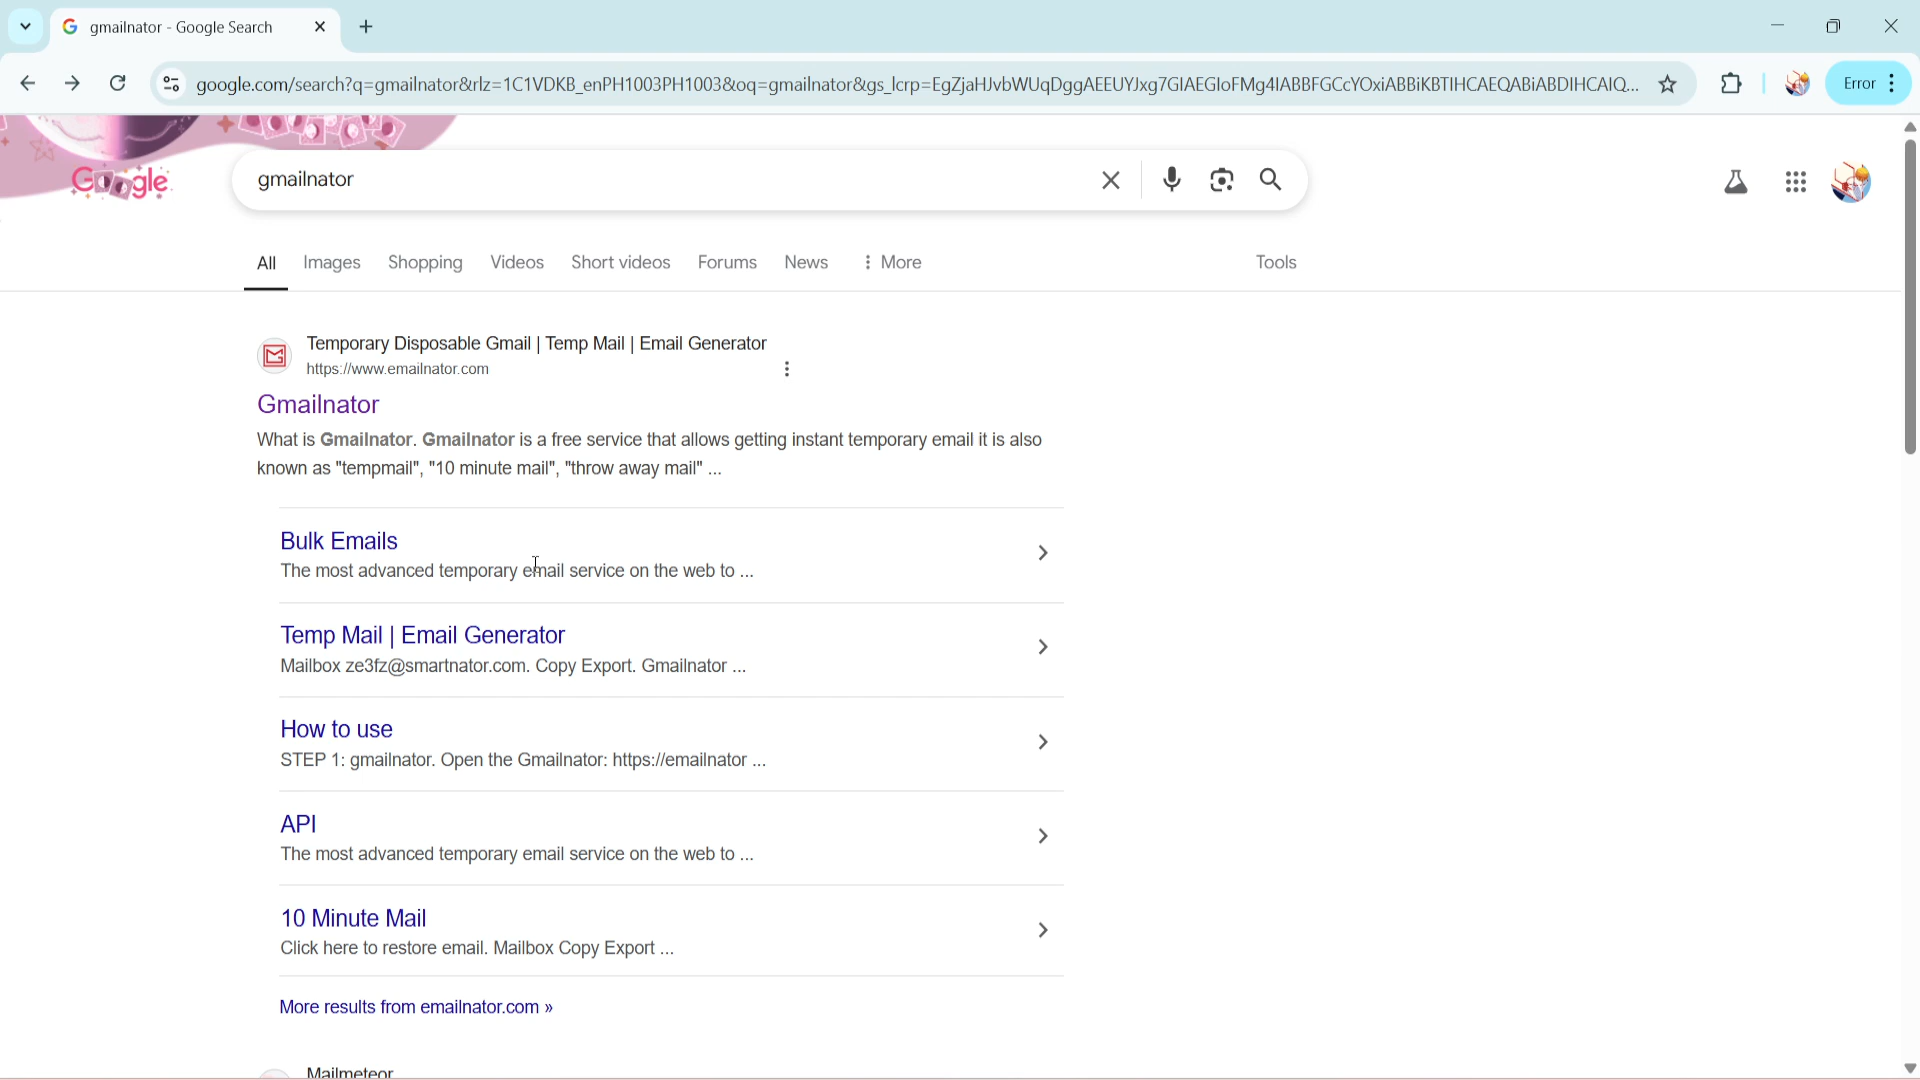 gmailnator - Google Search
google.com/search?q=gmailnator&rlz=1C1VDKB_enPH1003PH1003&oq=gmailnator&gs_lcrp=EgZjaHJvbWUqDggAEEUYJxg7GIAEGIoFMg4IABBFGCcYOxiABBiKBTIHCAEQABiABDIHCAIQ...
Error
Google
gmailnator
All Images Shopping Videos Short videos Forums News More Tools
Temporary Disposable Gmail | Temp Mail | Email Generator
https://www.emailnator.com
Gmailnator
What is Gmailnator. Gmailnator is a free service that allows getting instant temporary email it is also
known as "tempmail", "10 minute mail", "throw away mail" ...
Bulk Emails
The most advanced temporary email service on the web to ...
Temp Mail | Email Generator
Mailbox ze3fz@smartnator.com. Copy Export. Gmailnator ...
How to use
STEP 1: gmailnator. Open the Gmailnator: https://emailnator ...
API
The most advanced temporary email service on the web to ...
10 Minute Mail
Click here to restore email. Mailbox Copy Export ...
More results from emailnator.com »
Mailmeteor